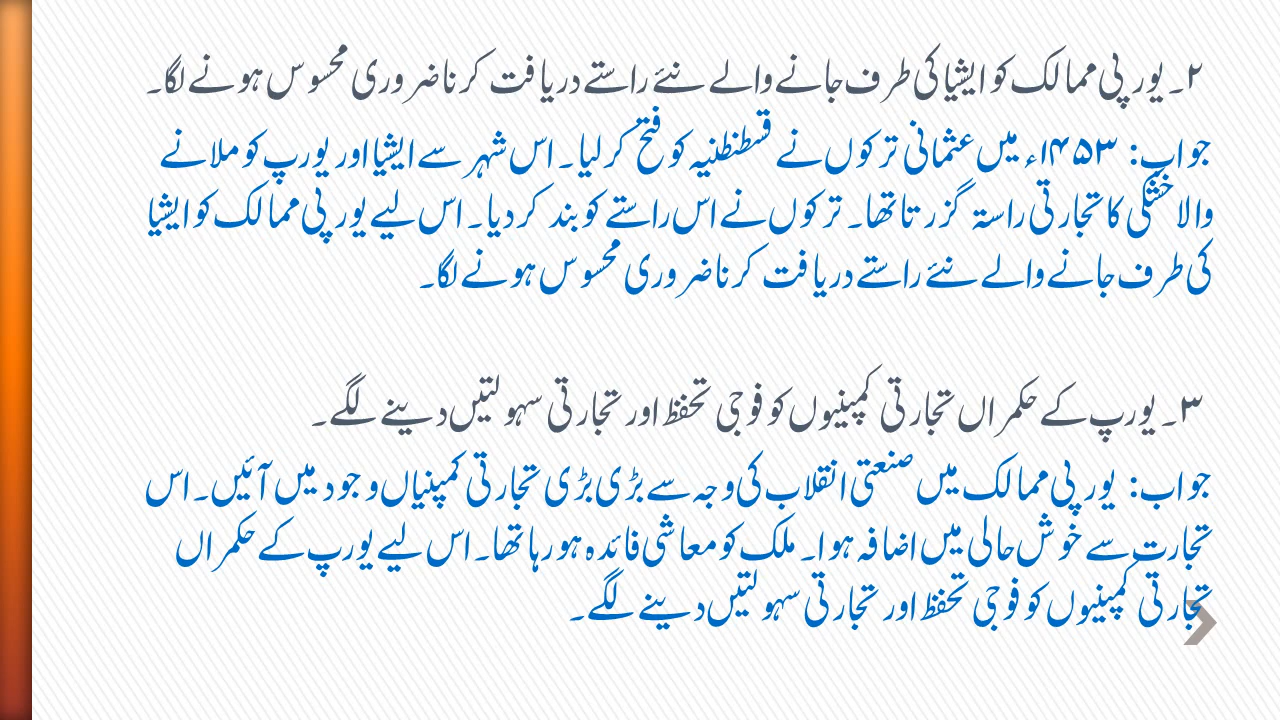 ۲۔ یورپی ممالک کو ایشیا کی طرف جانے والے نئے راستے دریافت کرنا ضروری محسوس ہونے لگا۔
جواب: ۱۴۵۳ء میں عثمانی ترکوں نے قسطنطنیہ کو فتح کرلیا۔ اس شہر سے ایشیا اور یورپ کو ملانے
والا خشکی کا تجارتی راستہ گزرتا تھا۔ ترکوں نے اس راستے کو بند کردیا۔ اس لیے یورپی ممالک کو ایشیا
کی طرف جانے والے نئے راستے دریافت کرنا ضروری محسوس ہونے لگا۔
۳۔ یورپ کے حکمراں تجارتی کمپنیوں کو فوجی تحفظ اور تجارتی سہولتیں دینے لگے۔
جواب: یورپی ممالک میں صنعتی انقلاب کی وجہ سے بڑی بڑی تجارتی کمپنیاں وجود میں آئیں۔ اس
تجارت سے خوش حالی میں اضافہ ہوا۔ ملک کو معاشی فائدہ ہورہا تھا۔ اس لیے یورپ کے حکمراں
تجارتی کمپنیوں کو فوجی تحفظ اور تجارتی سہولتیں دینے لگے۔